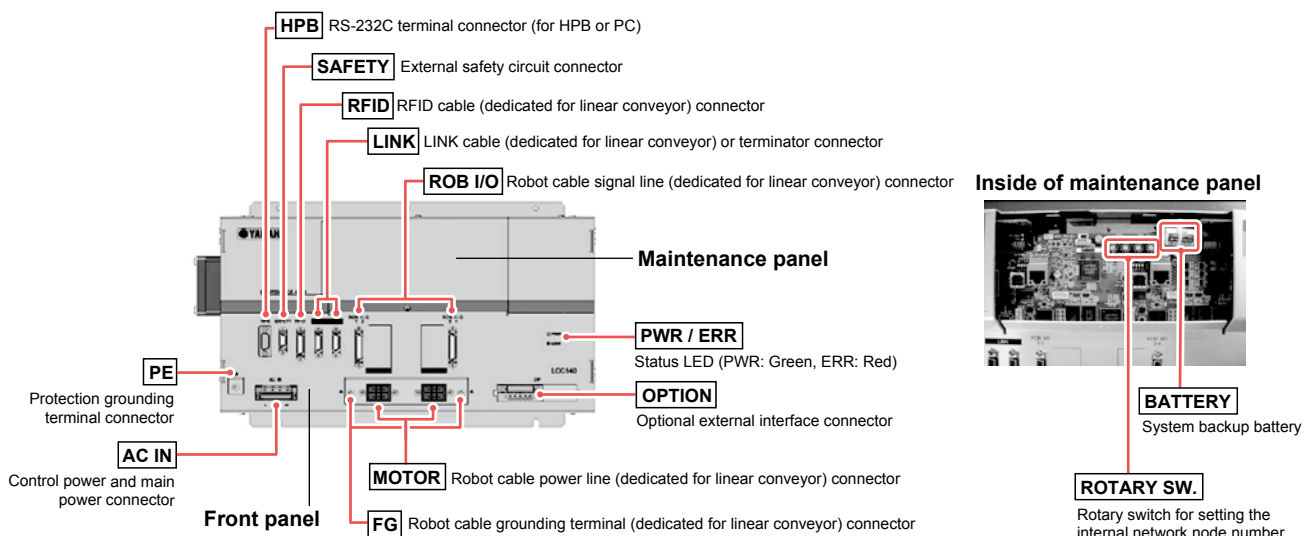 HPB RS-232C terminal connector (for HPB or PC)
SAFETY External safety circuit connector
RFID RFID cable (dedicated for linear conveyor) connector
LINK LINK cable (dedicated for linear conveyor) or terminator connector
ROB I/O Robot cable signal line (dedicated for linear conveyor) connector
Maintenance panel
PWR / ERR
Status LED (PWR: Green, ERR: Red)
LCC140
PE
Protection grounding
terminal connector
AC IN
OP
OPTION
Optional external interface connector
AC IN
Control power and main
power connector
MOTOR Robot cable power line (dedicated for linear conveyor) connector
Front panel
FG Robot cable grounding terminal (dedicated for linear conveyor) connector
Inside of maintenance panel
BATTERY
System backup battery
ROTARY SW.
Rotary switch for setting the
internal network node number